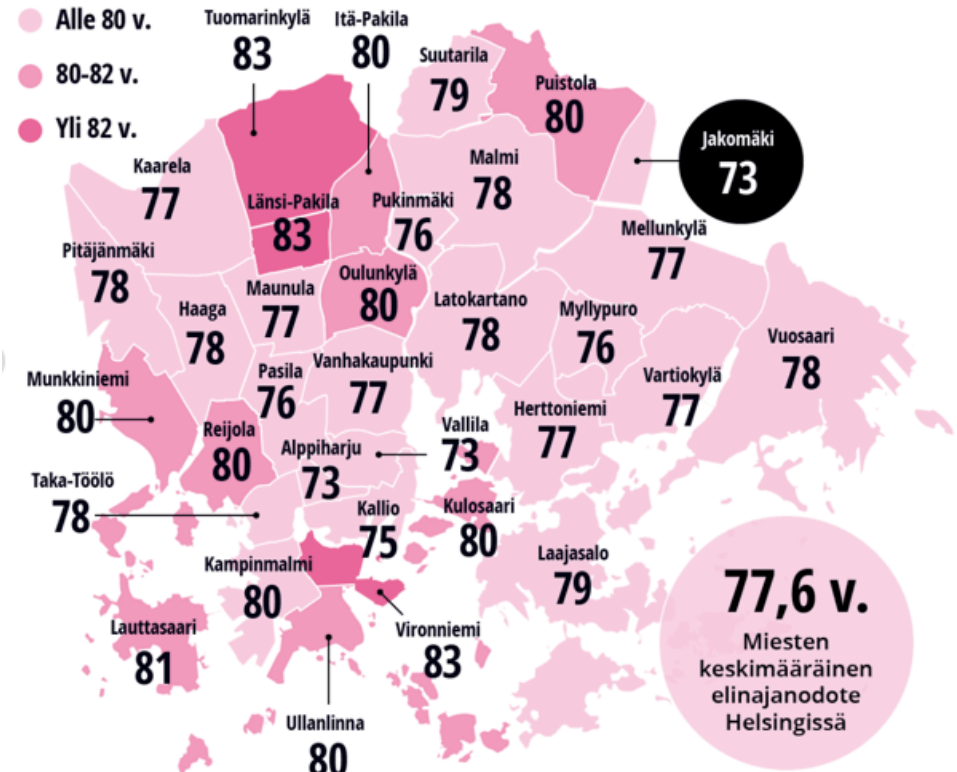 Alle 80 v.
80-82 v.
Yli 82 v.
Tuomarinkylä
83
Itä-Pakila
80
Suutarila
79
Puistola
80
Jakomäki
73
Kaarela
77
Malmi
78
Länsi-Pakila
83
Pukinmäki
76
Mellunkylä
77
Pitäjänmäki
78
Oulunkylä
80
Maunula
77
Haaga
78
Latokartano
78
Myllypuro
76
Vuosaari
78
Munkkiniemi
80
Pasila
76
Vanhakaupunki
77
Vartiokylä
77
Reijola
80
Herttoniemi
77
Alppiharju
73
Vallila
73
Taka-Töölö
78
Kallio
75
Kulosaari
80
Laajasalo
79
Kampinmalmi
80
Lauttasaari
81
Vironniemi
83
Ullanlinna
80
77,6 v.
Miesten
keskimääräinen
elinajanodote
Helsingissä